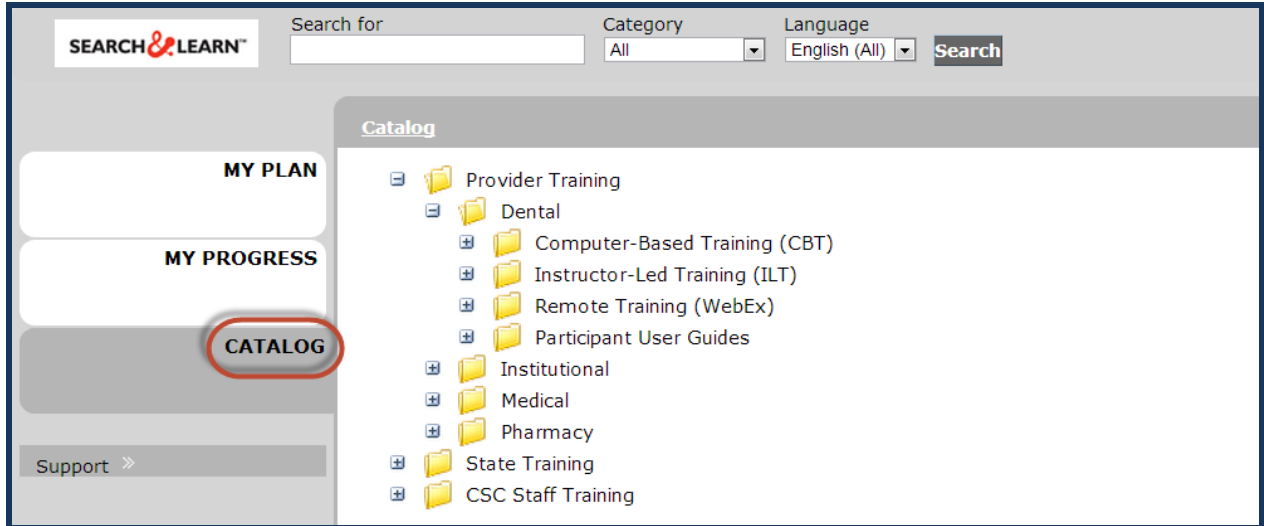 SEARCH & LEARN™
Search for Category Language
All English (All) Search
Catalog
MY PLAN
MY PROGRESS
CATALOG
Support »
Provider Training
Dental
Computer-Based Training (CBT)
Instructor-Led Training (ILT)
Remote Training (WebEx)
Participant User Guides
Institutional
Medical
Pharmacy
State Training
CSC Staff Training